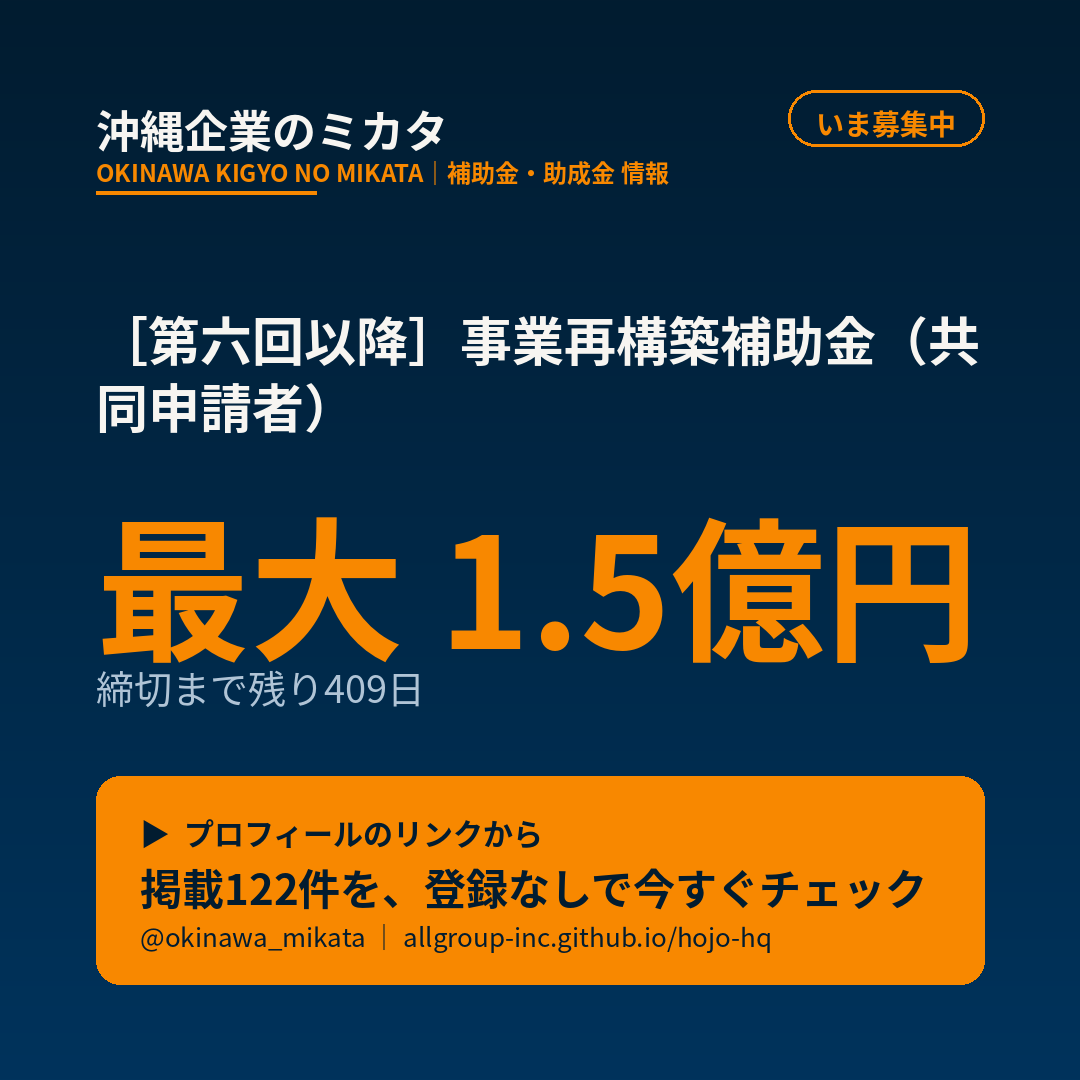 沖縄企業のミカタ
いま募集中
OKINAWA KIGYO NO MIKATA｜補助金・助成金 情報
［第六回以降］事業再構築補助金（共
同申請者）
最大 1.5億円
締切まで残り409日
▶ プロフィールのリンクから
掲載122件を、登録なしで今すぐチェック
@okinawa_mikata ｜ allgroup-inc.github.io/hojo-hq